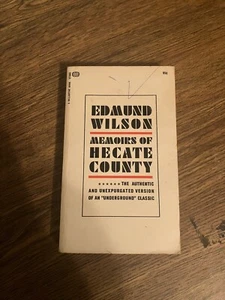 EDMUND
WILSON
MEMOIRS OF
HECATE
COUNTY
......THE AUTHENTIC
AND UNEXPURGATED VERSION
OF AN "UNDERGROUND" CLASSIC